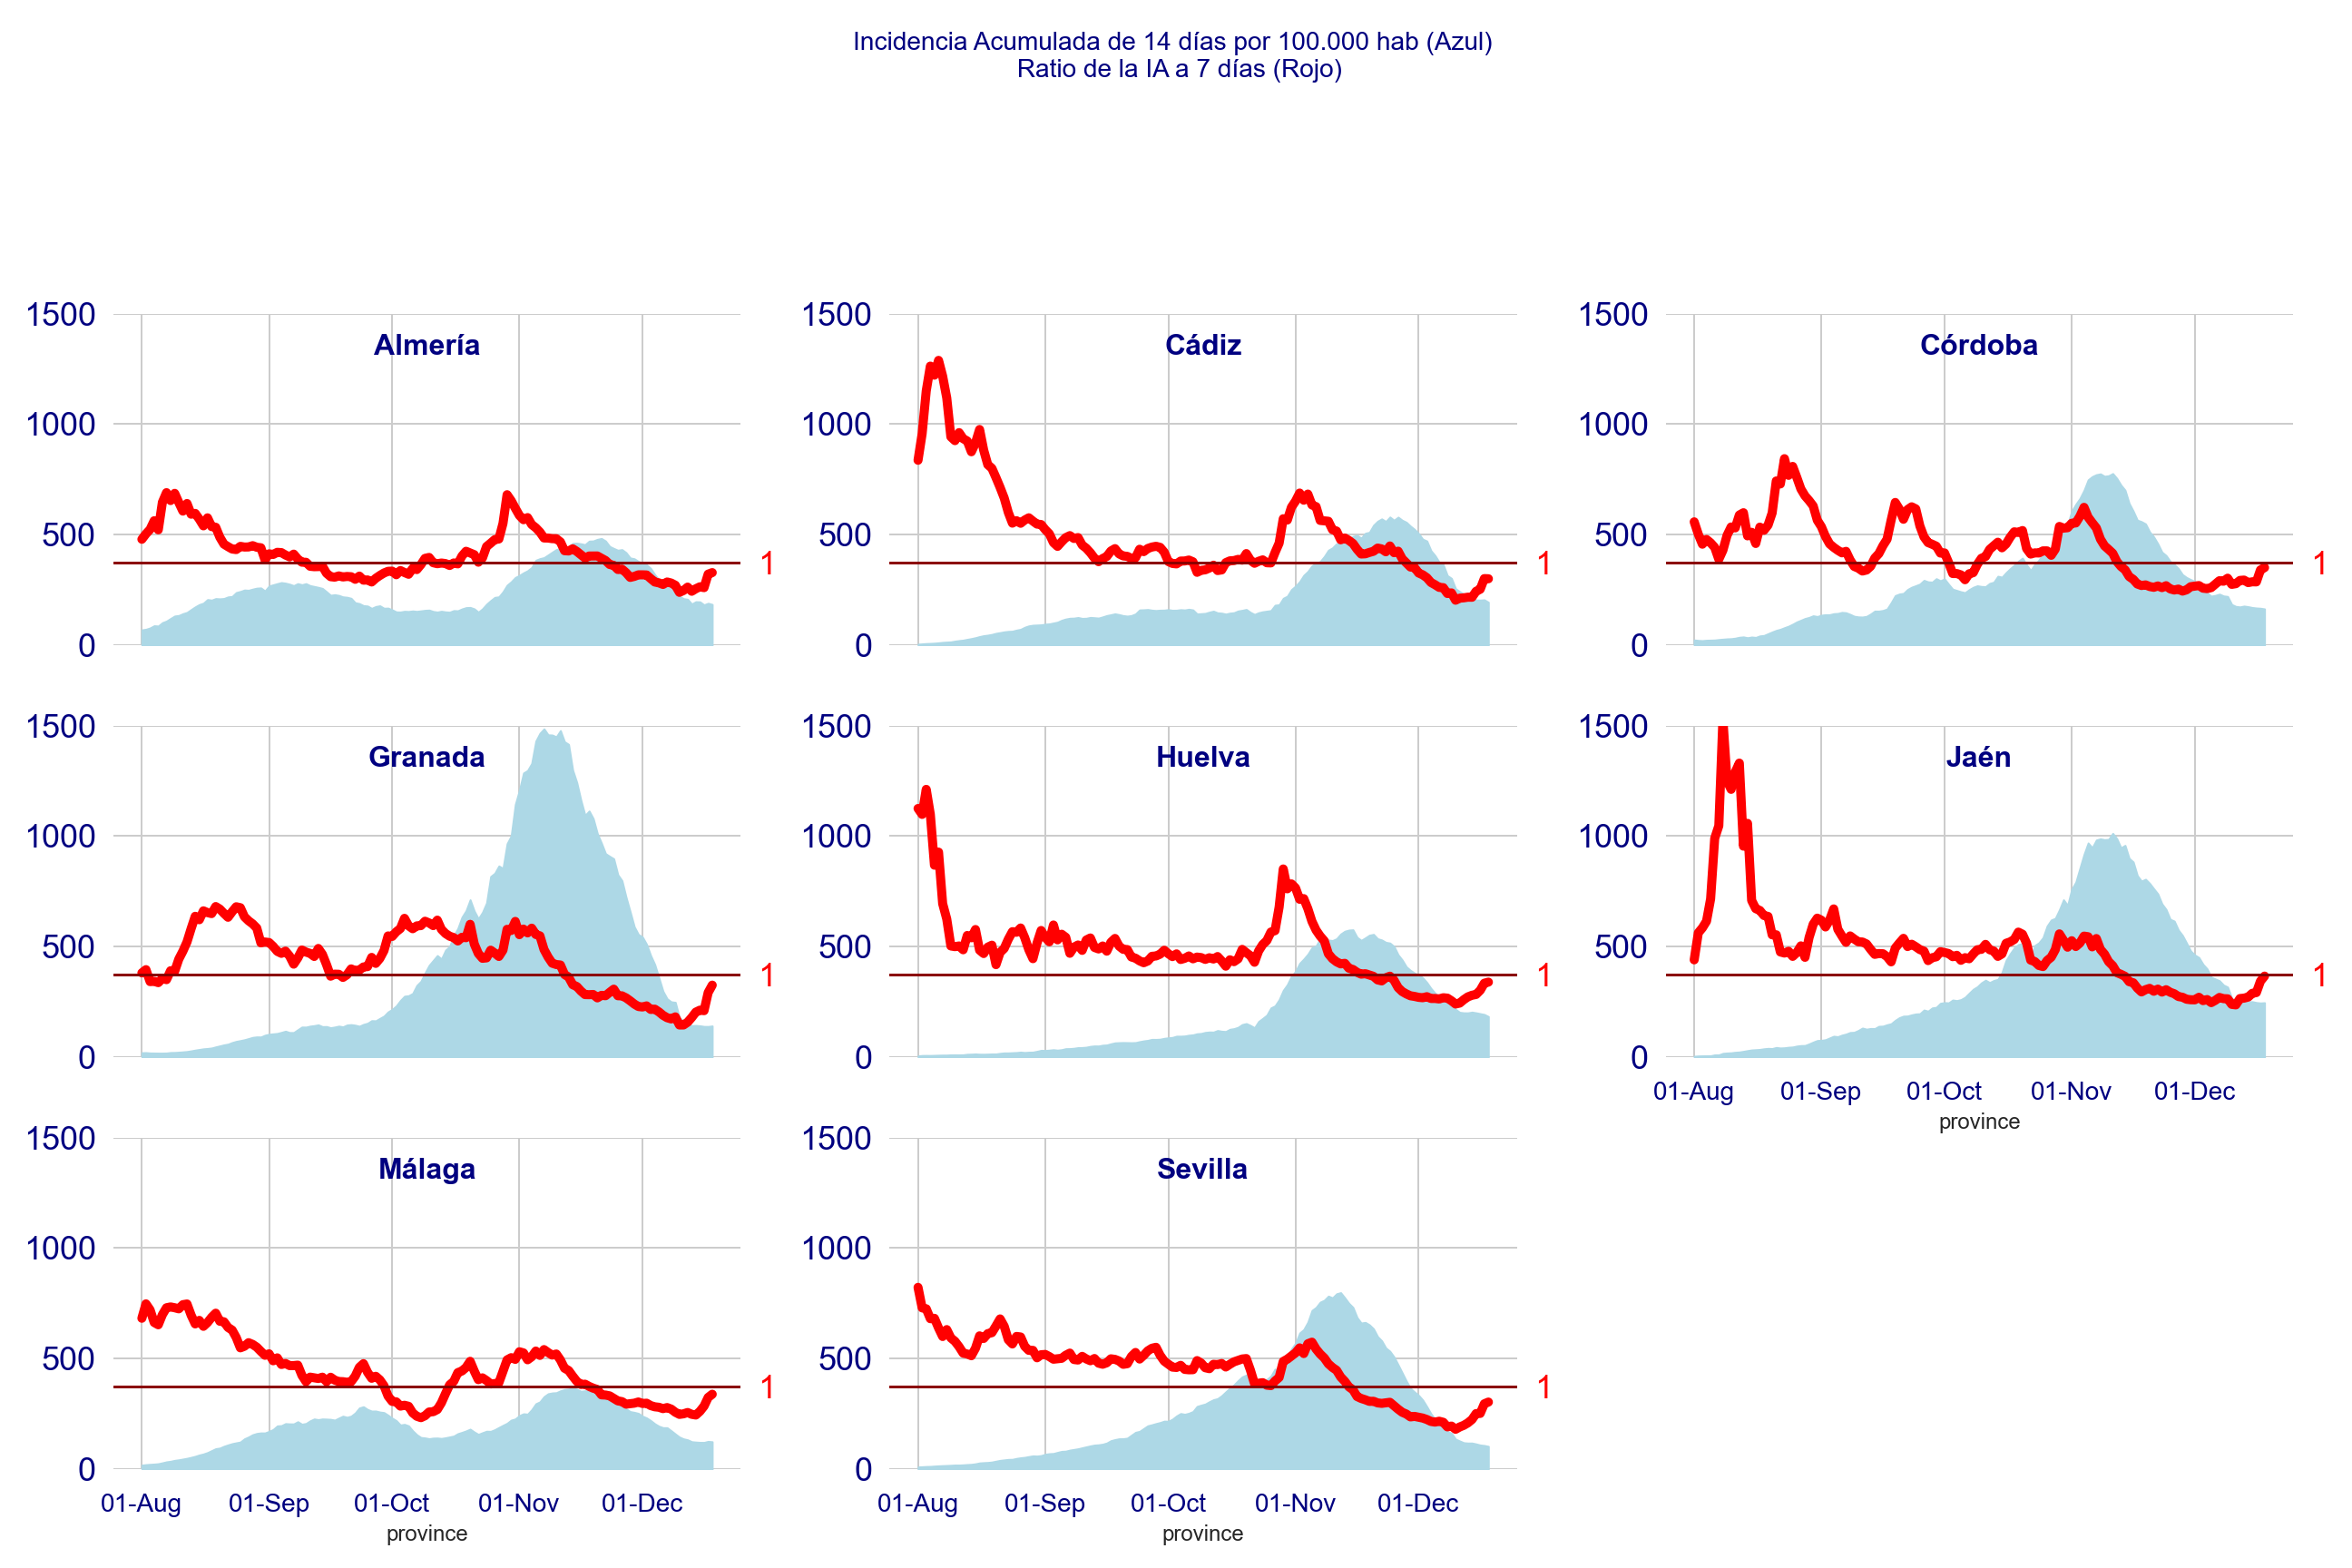 Incidencia Acumulada de 14 días por 100.000 hab (Azul)
Ratio de la IA a 7 días (Rojo)
1500
1000
500
0
Almería
1
1500
1000
500
0
Cádiz
1
1500
1000
500
0
Córdoba
1
1500
1000
500
0
Granada
1
1500
1000
500
0
Huelva
1
1500
1000
500
0
Jaén
1
01-Aug 01-Sep 01-Oct 01-Nov 01-Dec
province
1500
1000
500
0
Málaga
1
01-Aug 01-Sep 01-Oct 01-Nov 01-Dec
province
1500
1000
500
0
Sevilla
1
01-Aug 01-Sep 01-Oct 01-Nov 01-Dec
province